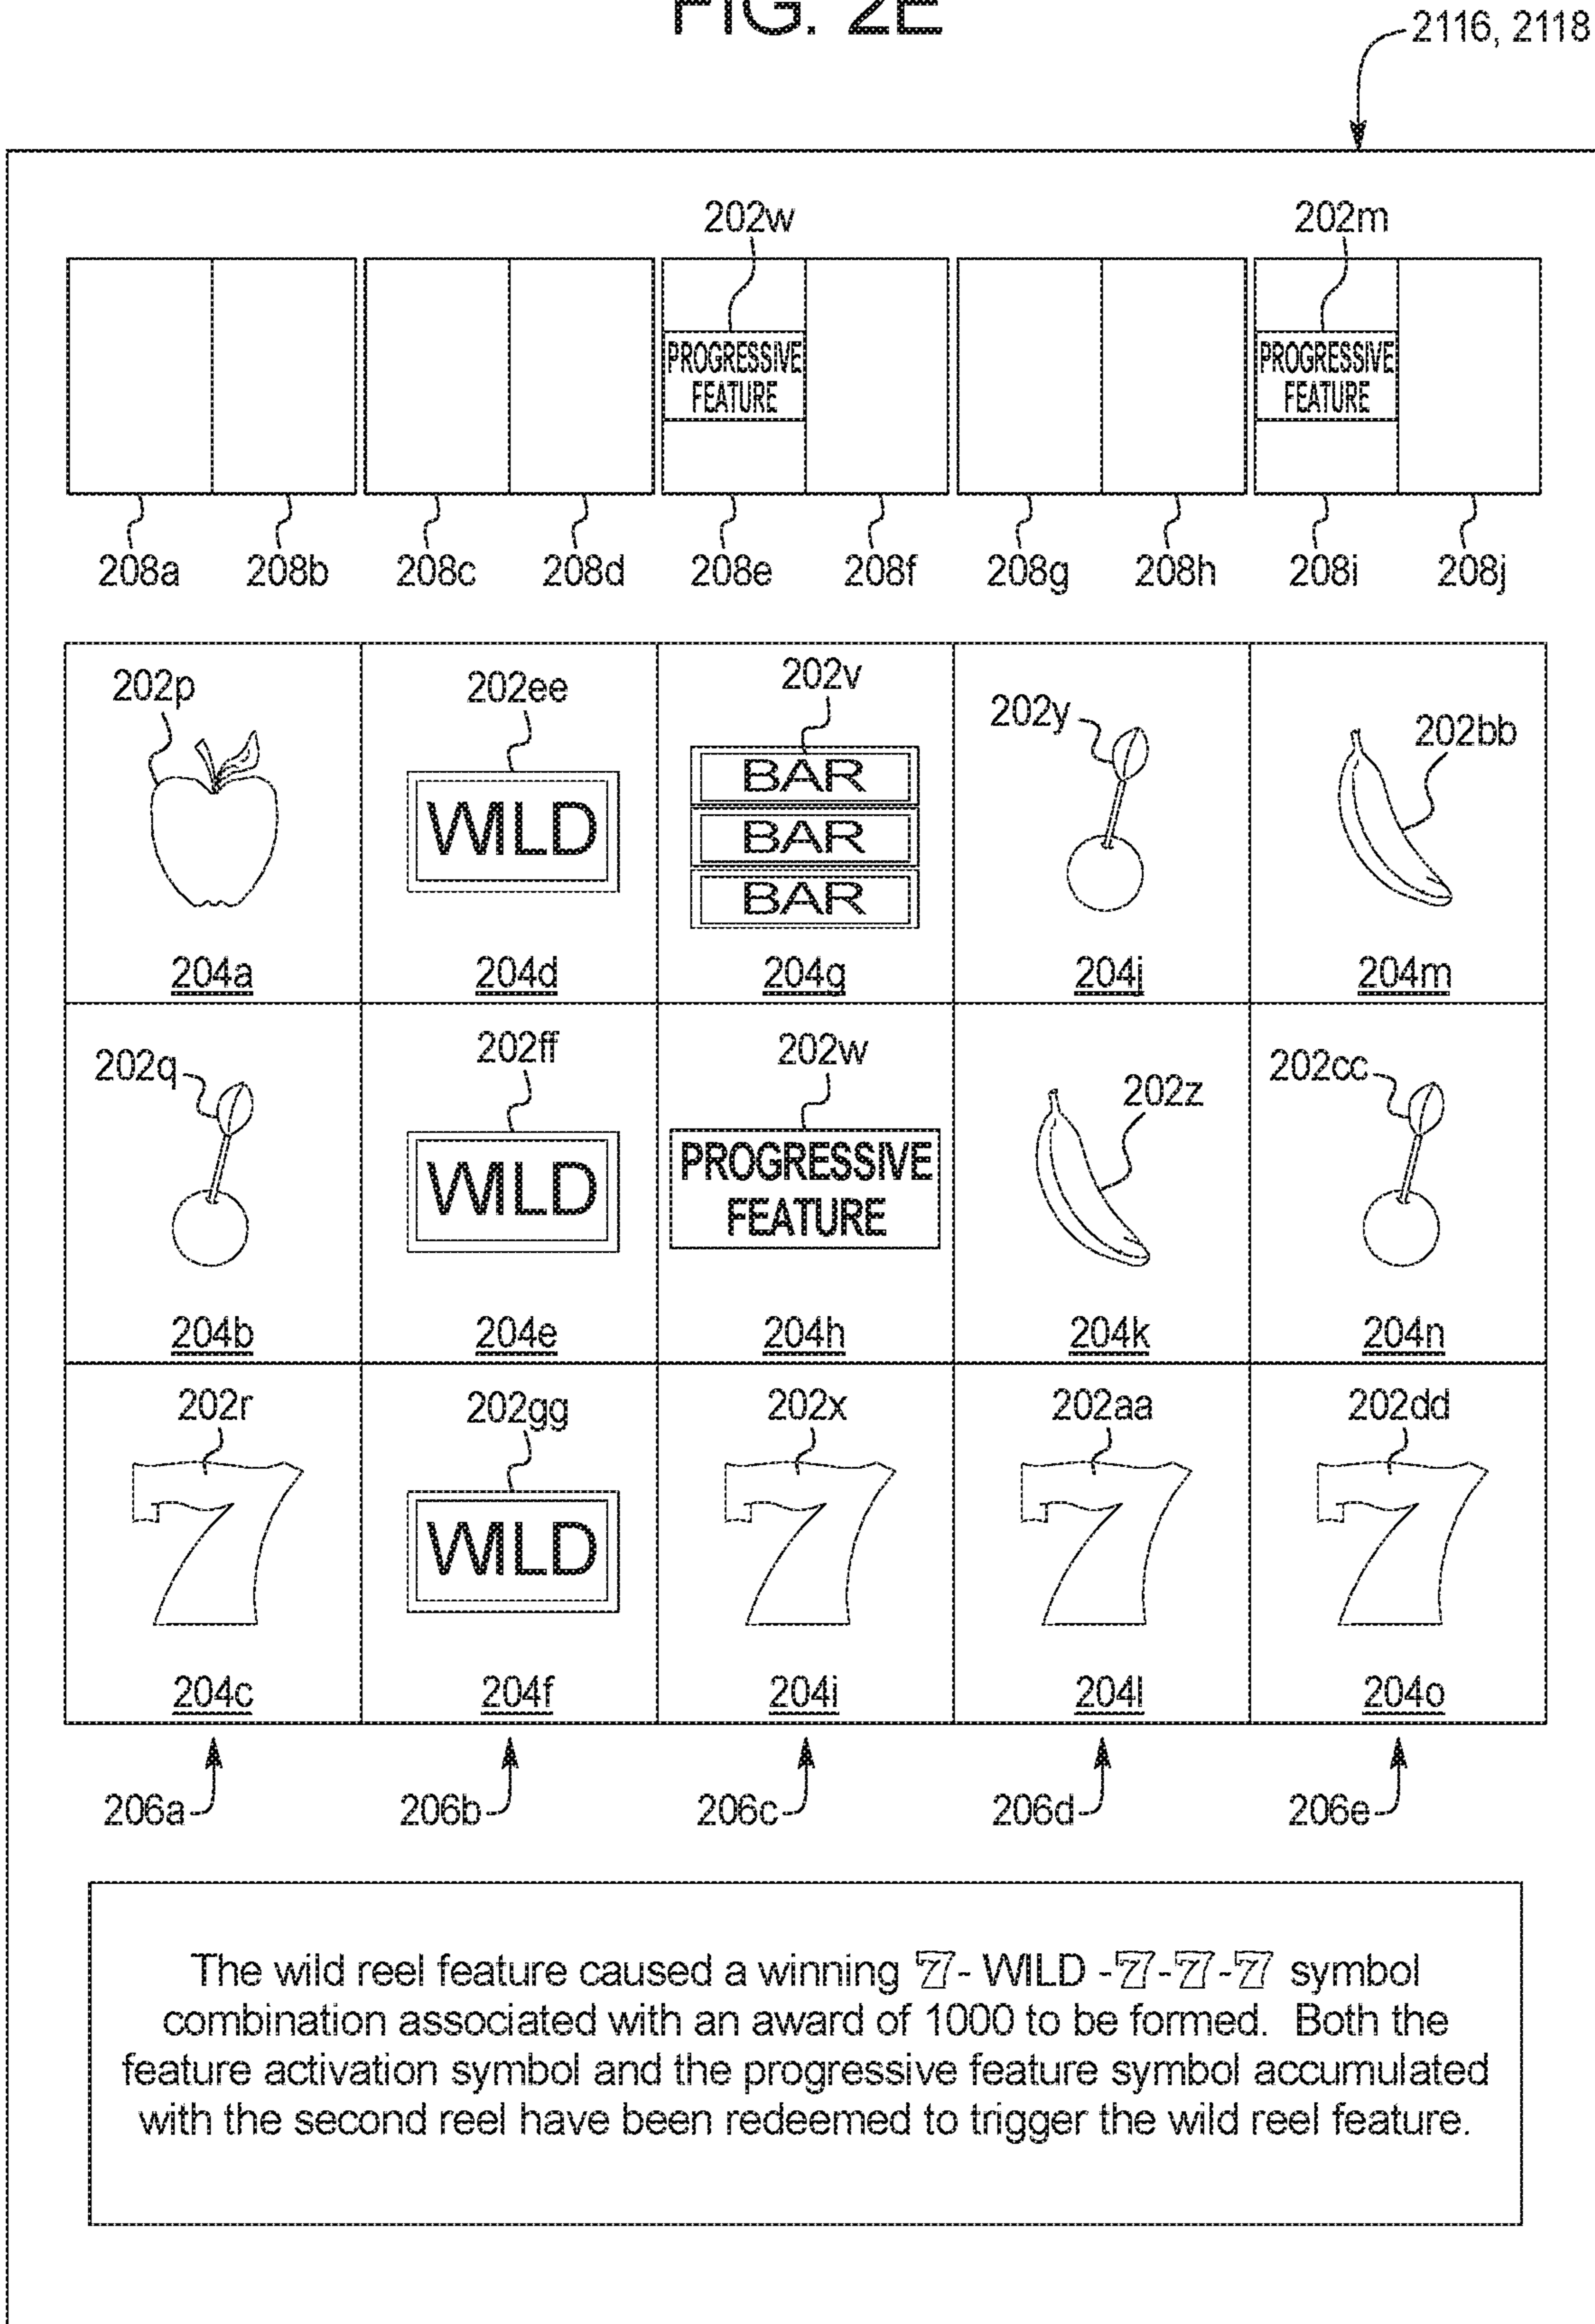 FIG. 2E
2116, 2118
202w 202m
PROGRESSIVE FEATURE PROGRESSIVE FEATURE
208a 208b 208c 208d 208e 208f 208g 208h 208i 208j
202p 202ee 202v 202y 202bb
WILD
BAR
BAR
BAR
204a 204d 204g 204j 204m
202q 202ff 202w 202z 202cc
WILD
PROGRESSIVE
FEATURE
204b 204e 204h 204k 204n
202r 202gg 202x 202aa 202dd
7 WILD 7 7 7
204c 204f 204i 204l 204o
206a 206b 206c 206d 206e
The wild reel feature caused a winning 7- WILD -7-7-7 symbol
combination associated with an award of 1000 to be formed. Both the
feature activation symbol and the progressive feature symbol accumulated
with the second reel have been redeemed to trigger the wild reel feature.